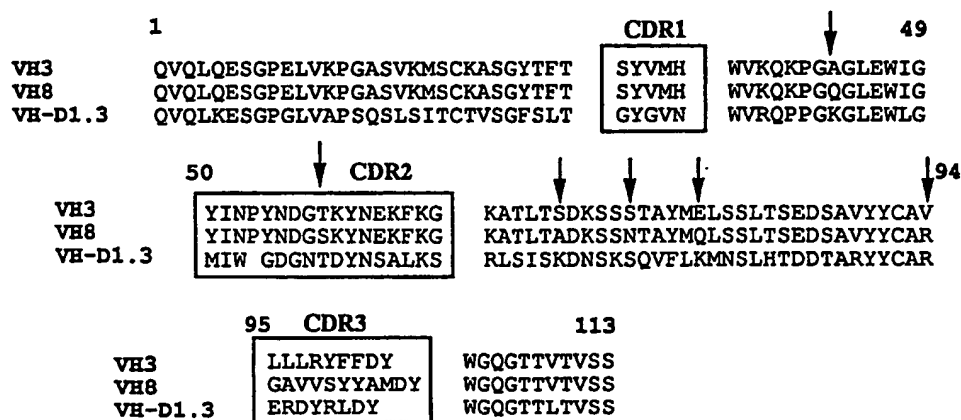 1 CDR1 49
VH3 QVQLQESGPELVKPGASVKMSCKASGYTFT SYVMH WVKQKPGAGLEWIG
VH8 QVQLQESGPELVKPGASVKMSCKASGYTFT SYVMH WVKQKPGQGLEWIG
VH-D1.3 QVQLKESGPGLVAPSQSLSITCTVSGFSLT GYGVN WVRQPPGKGLEWLG
50 CDR2 94
VH3 YINPYNDGTKYNEKFKG KATLTSDKSSSTAYMELSSLTSEDSAVYYCAV
VH8 YINPYNDGSKYNEKFKG KATLTADKSSNTAYMQLSSLTSEDSAVYYCAR
VH-D1.3 MIW GDGNTDYNSALKS RLSISKDNSKSQVFLKMNSLHTDDTARYYCAR
95 CDR3 113
VH3 LLLRYFFDY WGQGTTVTVSS
VH8 GAVVSYYAMDY WGQGTTVTVSS
VH-D1.3 ERDYRLDY WGQGTTLTVSS